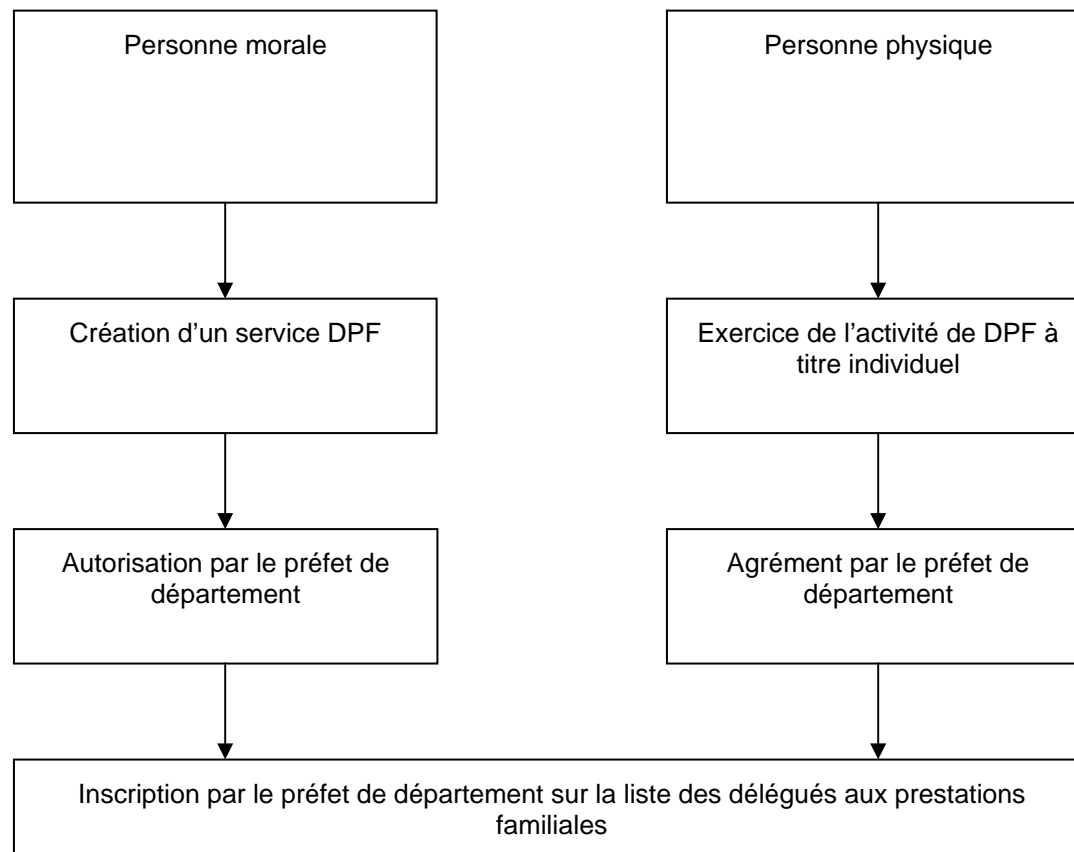 Personne morale
Personne physique
Création d’un service DPF
Exercice de l’activité de DPF à
titre individuel
Autorisation par le préfet de
département
Agrément par le préfet de
département
Inscription par le préfet de département sur la liste des délégués aux prestations
familiales